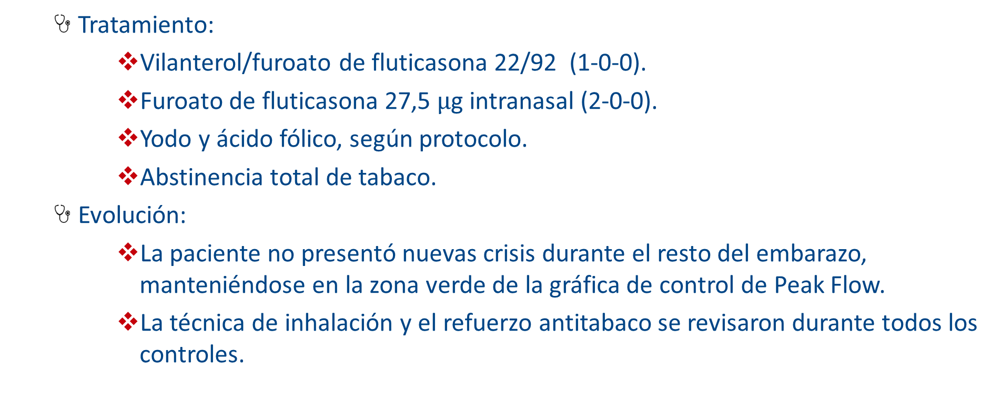 Tratamiento:
Vilanterol/furoato de fluticasona 22/92 (1-0-0).
Furoato de fluticasona 27,5 µg intranasal (2-0-0).
Yodo y ácido fólico, según protocolo.
Abstinencia total de tabaco.
Evolución:
La paciente no presentó nuevas crisis durante el resto del embarazo,
manteniéndose en la zona verde de la gráfica de control de Peak Flow.
La técnica de inhalación y el refuerzo antitabaco se revisaron durante todos los
controles.